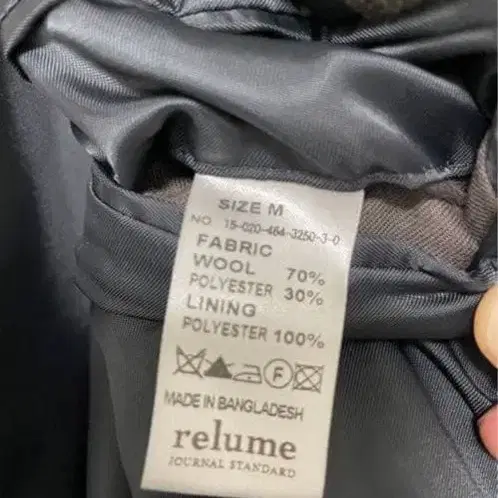 SIZE M
NO 15-020-464-3250-3-0
FABRIC
WOOL 70%
POLYESTER 30%
LINING
POLYESTER 100%
F
MADE IN BANGLADESH
relume
JOURNAL STANDARD